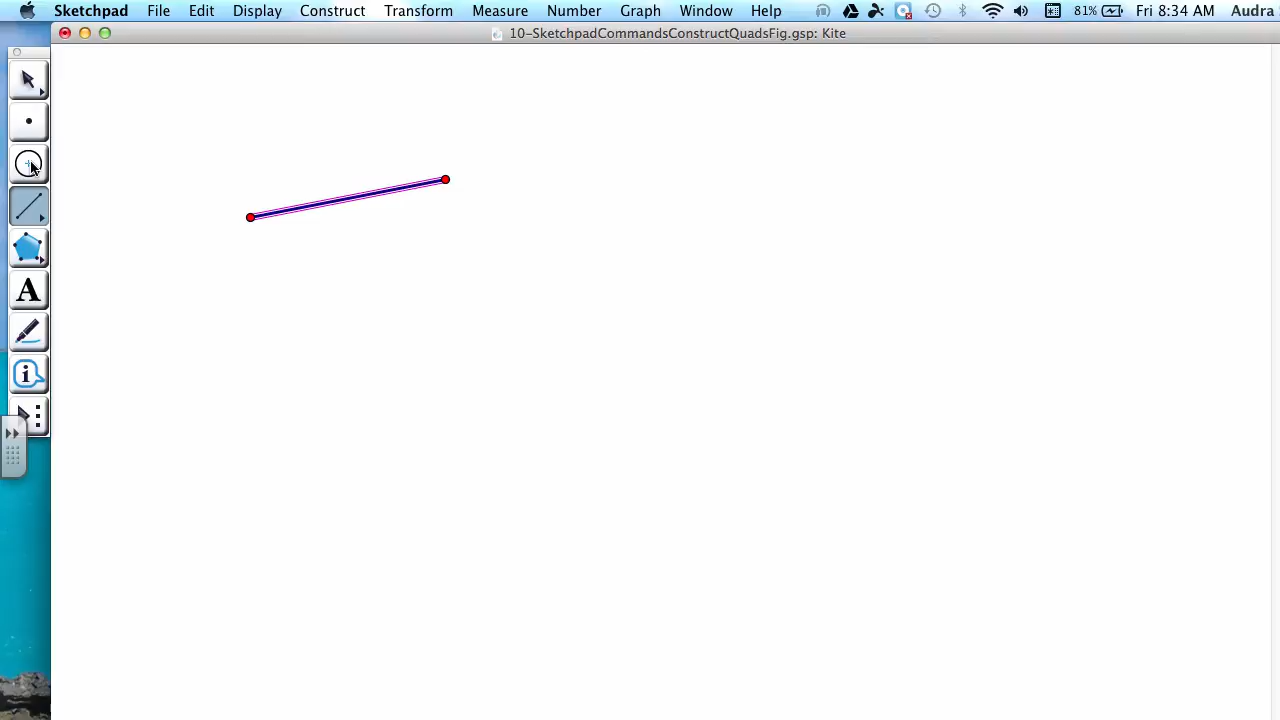 Sketchpad File Edit Display Construct Transform Measure Number Graph Window Help 81% Fri 8:34 AM Audra
10-SketchpadCommandsConstructQuadsFig.gsp: Kite
A
i